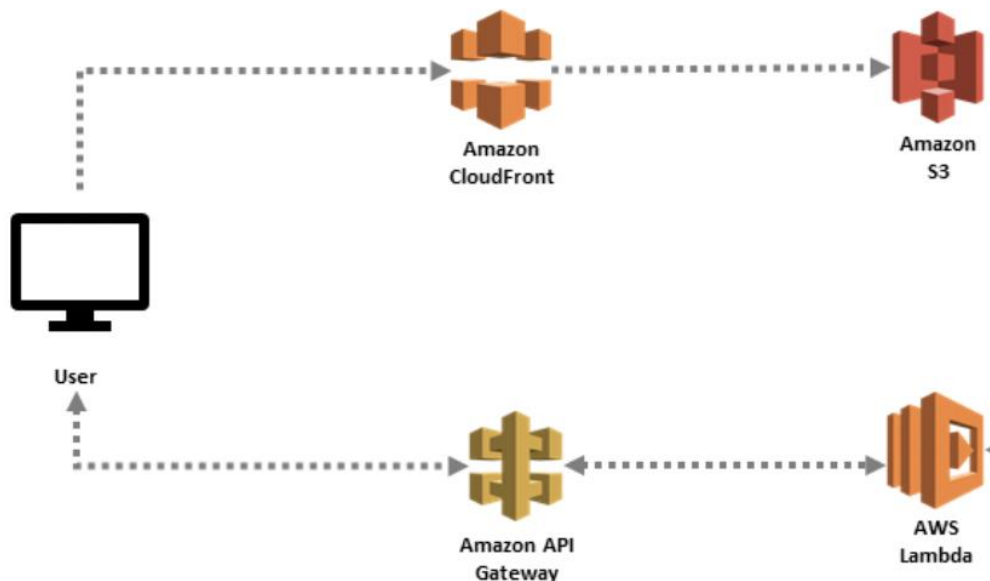 Amazon
CloudFront
Amazon
S3
User
Amazon API
Gateway
AWS
Lambda